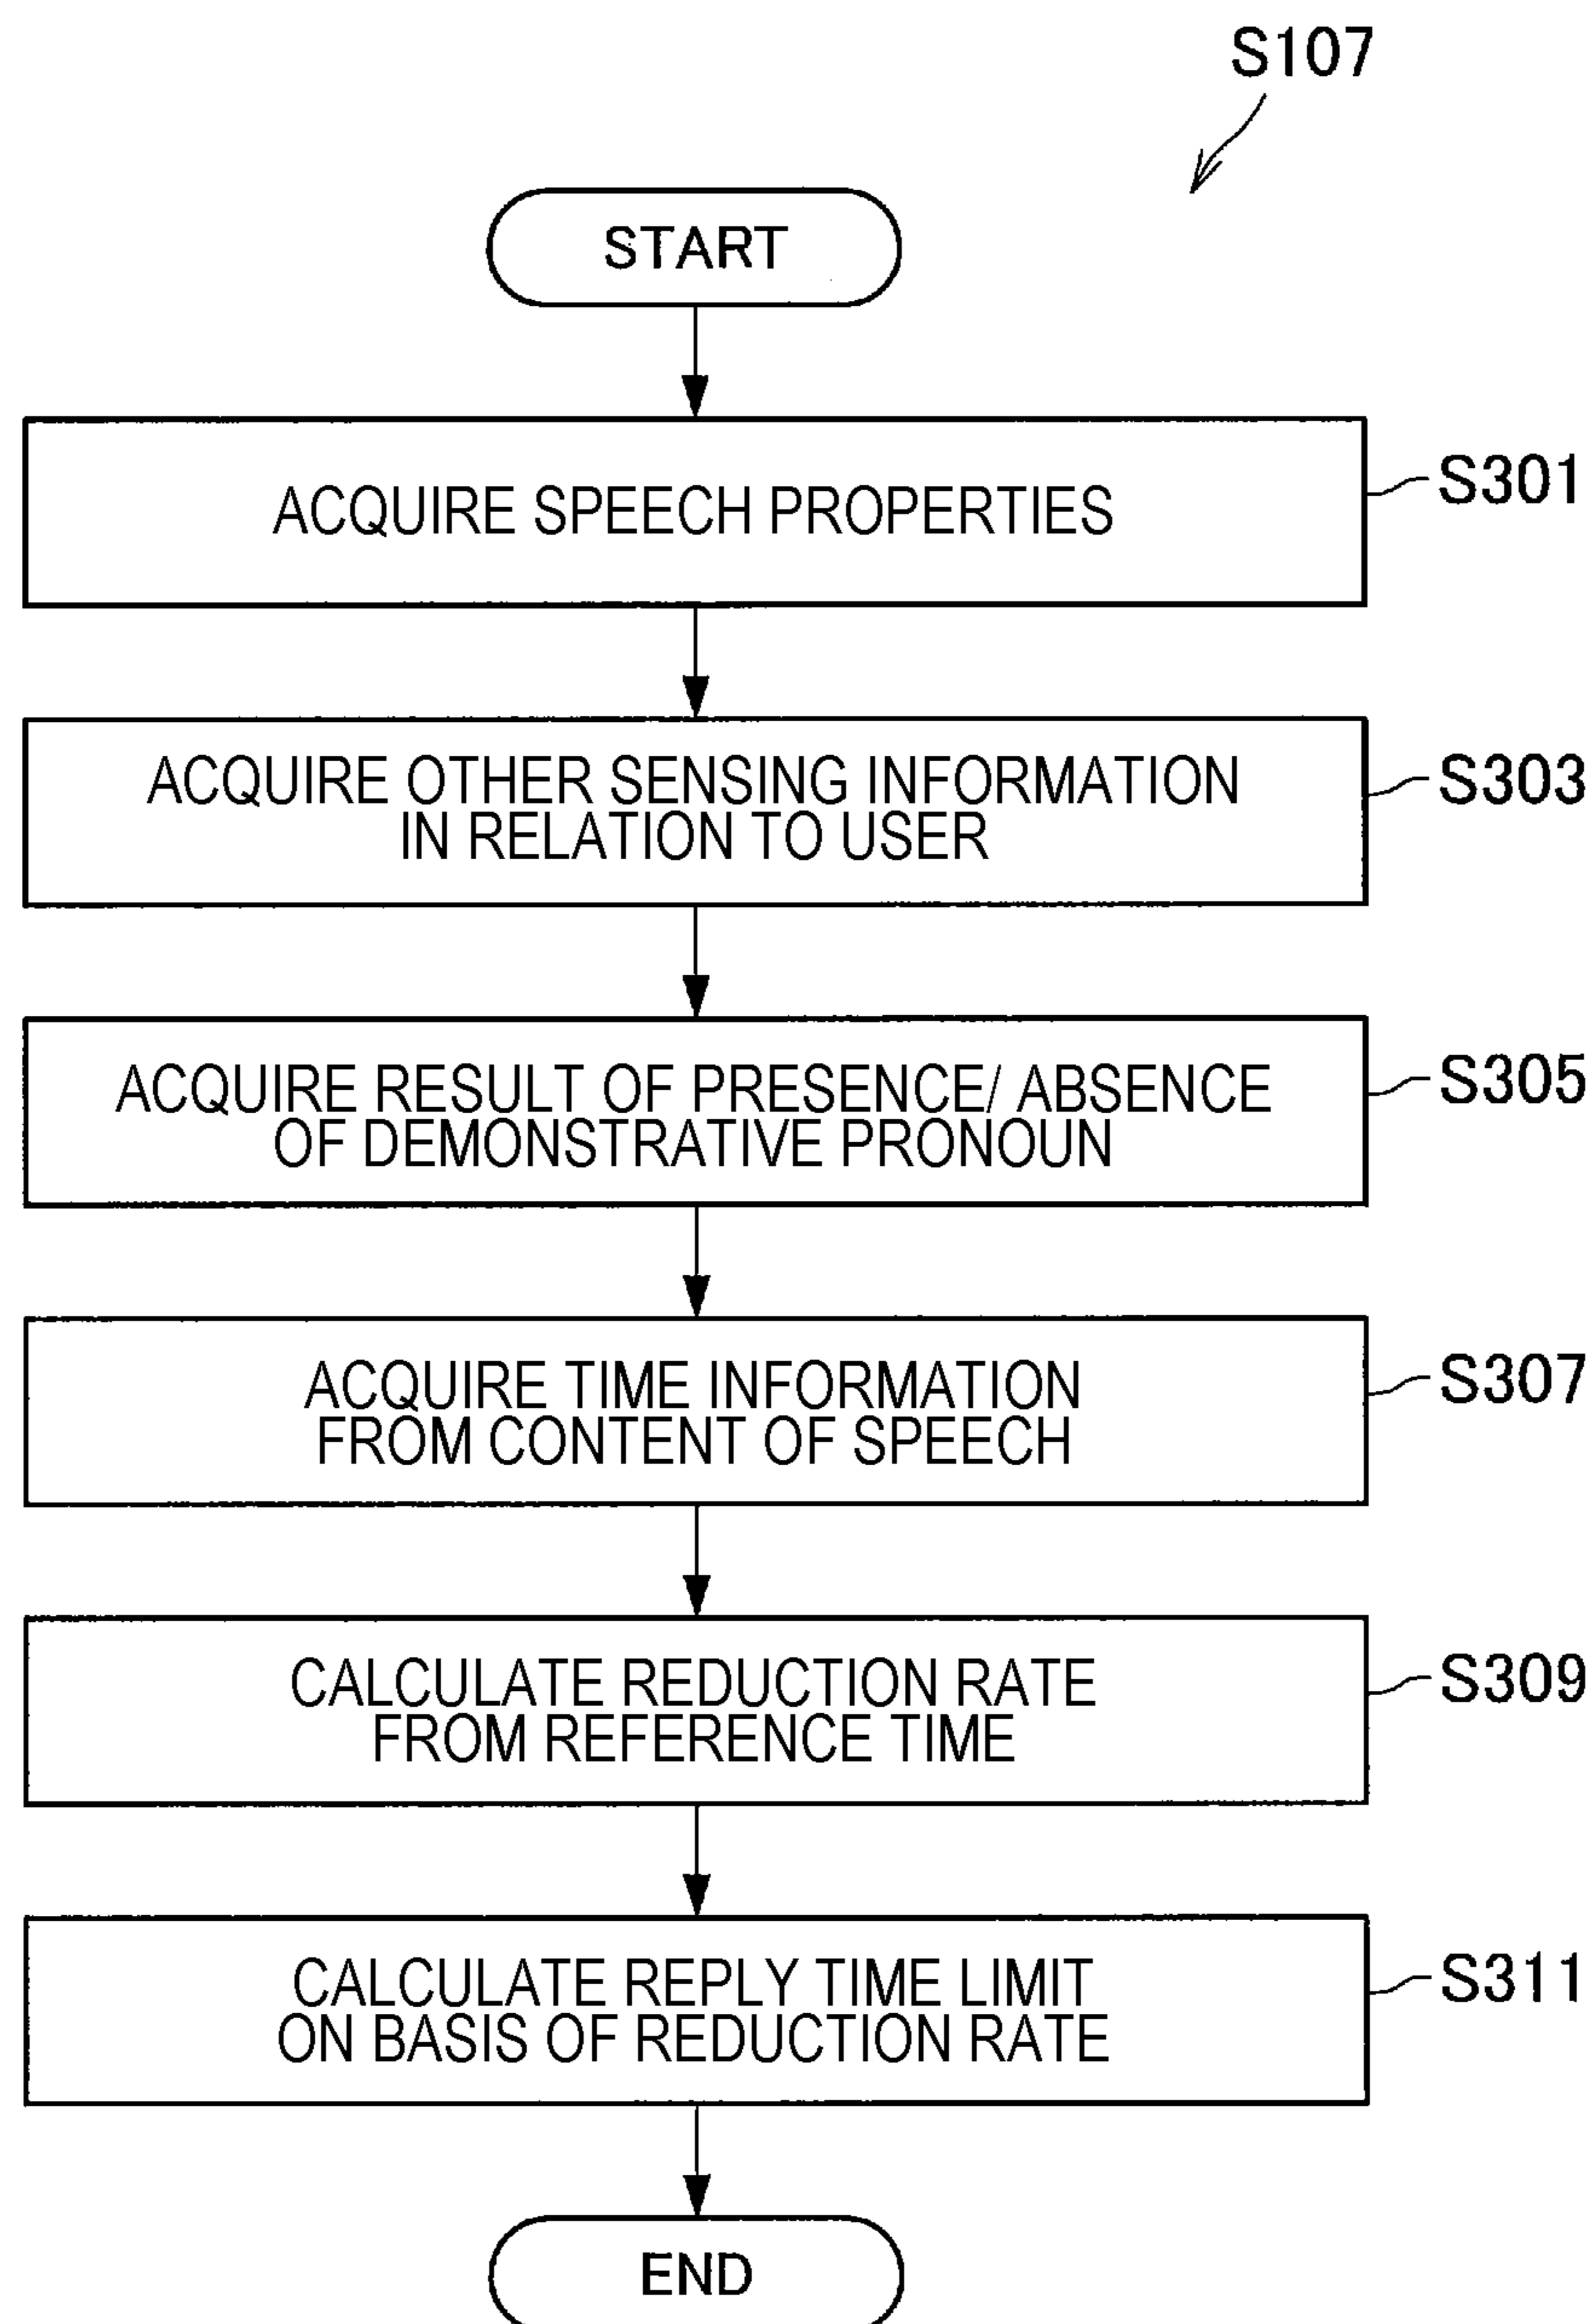 S107
START
ACQUIRE SPEECH PROPERTIES
S301
ACQUIRE OTHER SENSING INFORMATION
IN RELATION TO USER
S303
ACQUIRE RESULT OF PRESENCE/ ABSENCE
OF DEMONSTRATIVE PRONOUN
S305
ACQUIRE TIME INFORMATION
FROM CONTENT OF SPEECH
S307
CALCULATE REDUCTION RATE
FROM REFERENCE TIME
S309
CALCULATE REPLY TIME LIMIT
ON BASIS OF REDUCTION RATE
S311
END